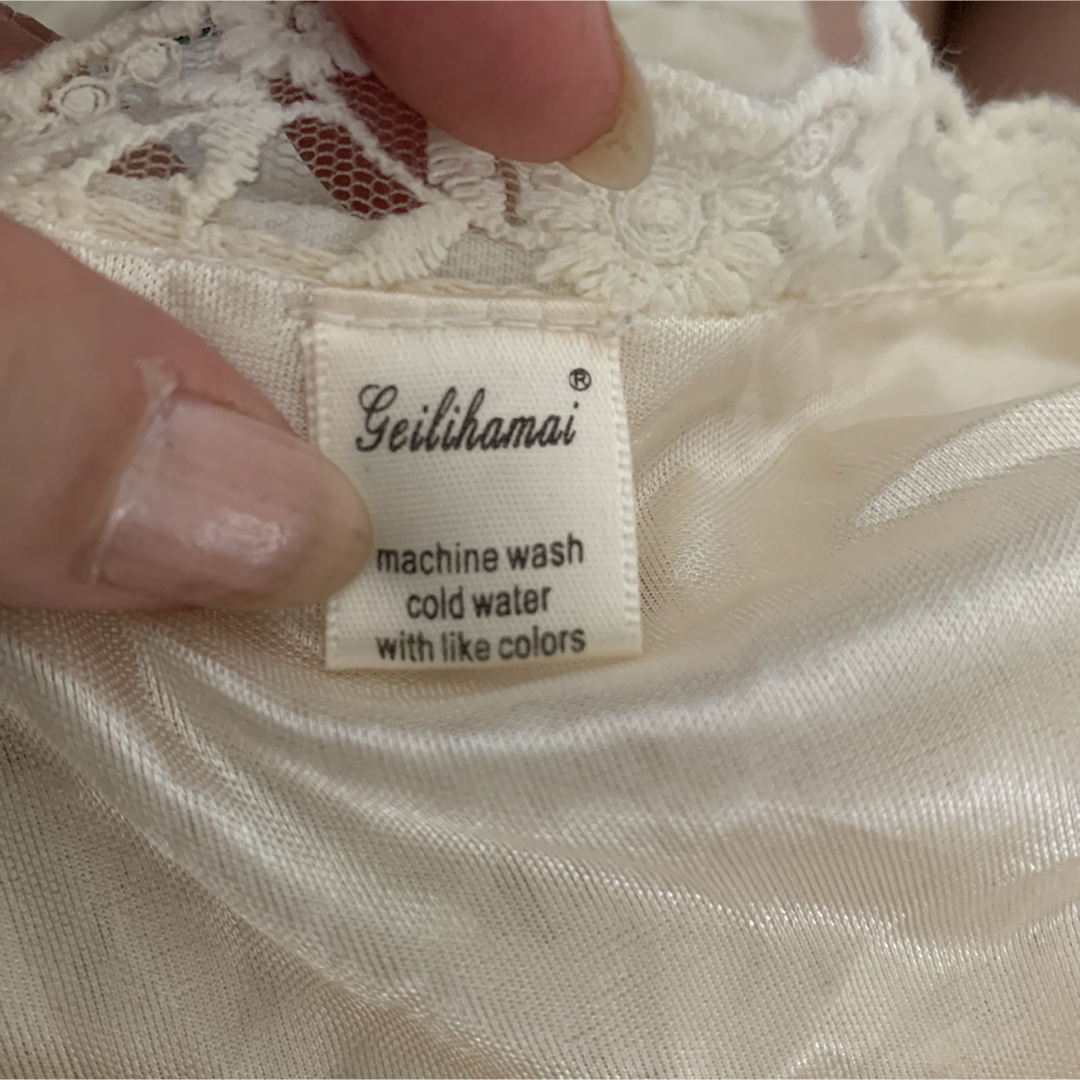 Geilihamai®
machine wash
cold water
with like colors